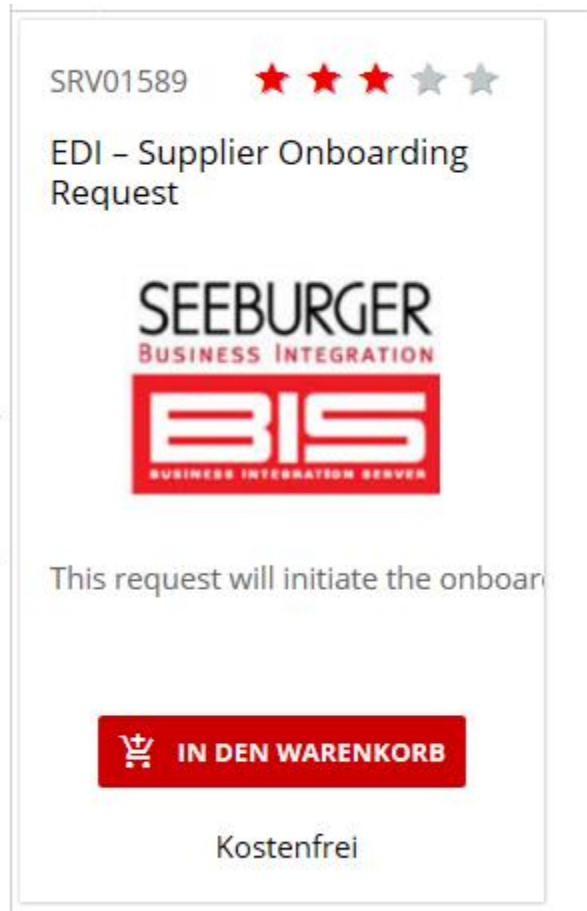 SRV01589
EDI – Supplier Onboarding
Request
SEEBURGER
BUSINESS INTEGRATION
BIS
BUSINESS INTEGRATION SERVER
This request will initiate the onboar
IN DEN WARENKORB
Kostenfrei